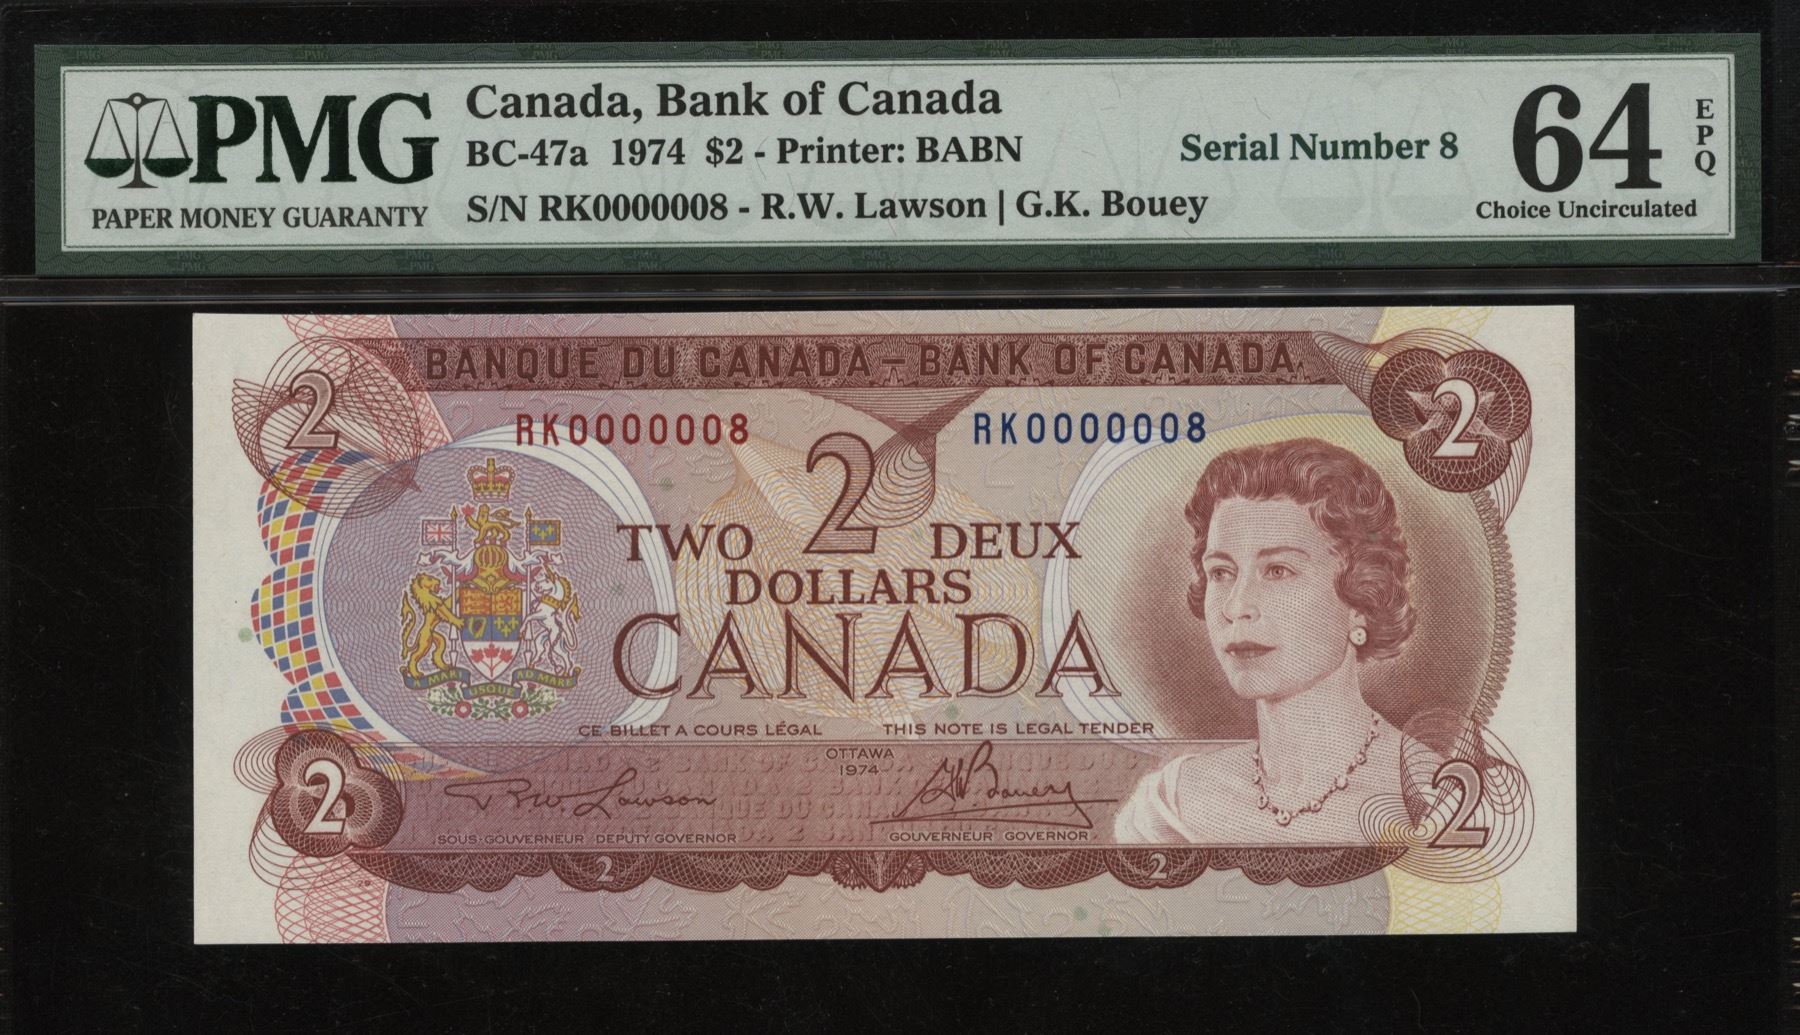 PMG
PAPER MONEY GUARANTY
Canada, Bank of Canada
BC-47a 1974 $2 - Printer: BABN
S/N RK0000008 - R.W. Lawson | G.K. Bouey
Serial Number 8
64
EPQ
Choice Uncirculated
BANQUE DU CANADA – BANK OF CANADA
2
2
RK0000008
RK0000008
2
TWO DEUX
DOLLARS
CANADA
A MARI USQUE AD MARE
CE BILLET A COURS LÉGAL
THIS NOTE IS LEGAL TENDER
OTTAWA
1974
R.W. Lawson
G.K. Bouey
SOUS-GOUVERNEUR DEPUTY GOVERNOR
GOUVERNEUR GOVERNOR
2
2
2
2